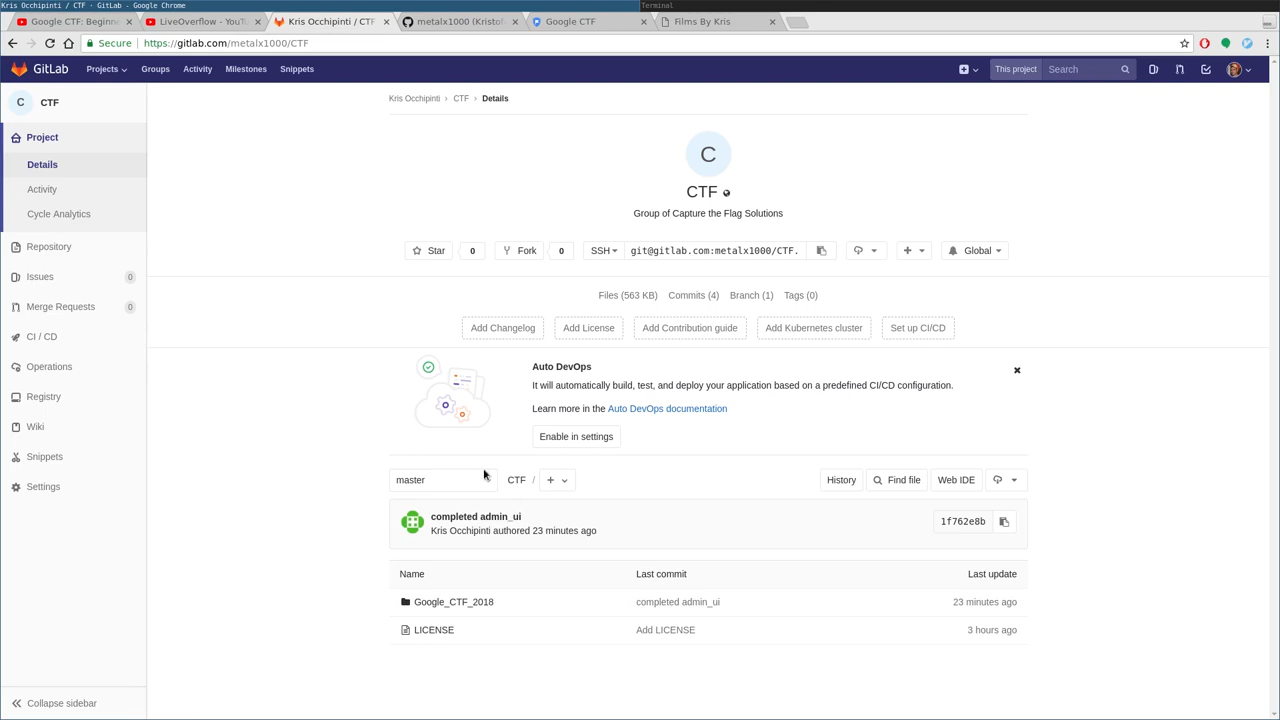 Kris Occhipinti / CTF · GitLab - Google Chrome
Terminal
Google CTF: Beginne
LiveOverflow - YouTu
Kris Occhipinti / CTF
metalx1000 (Kristof
Google CTF
Films By Kris
Secure
https://gitlab.com/metalx1000/CTF
GitLab
Projects
Groups
Activity
Milestones
Snippets
This project
Search
C
CTF
Project
Details
Activity
Cycle Analytics
Repository
Issues
0
Merge Requests
0
CI / CD
Operations
Registry
Wiki
Snippets
Settings
Collapse sidebar
Kris Occhipinti › CTF › Details
C
CTF
Group of Capture the Flag Solutions
Star
0
Fork
0
SSH
git@gitlab.com:metalx1000/CTF.
Global
Files (563 KB)
Commits (4)
Branch (1)
Tags (0)
Add Changelog
Add License
Add Contribution guide
Add Kubernetes cluster
Set up CI/CD
Auto DevOps
It will automatically build, test, and deploy your application based on a predefined CI/CD configuration.
Learn more in the Auto DevOps documentation
Enable in settings
master
CTF /
History
Find file
Web IDE
completed admin_ui
Kris Occhipinti authored 23 minutes ago
1f762e8b
Name
Last commit
Last update
Google_CTF_2018
completed admin_ui
23 minutes ago
LICENSE
Add LICENSE
3 hours ago